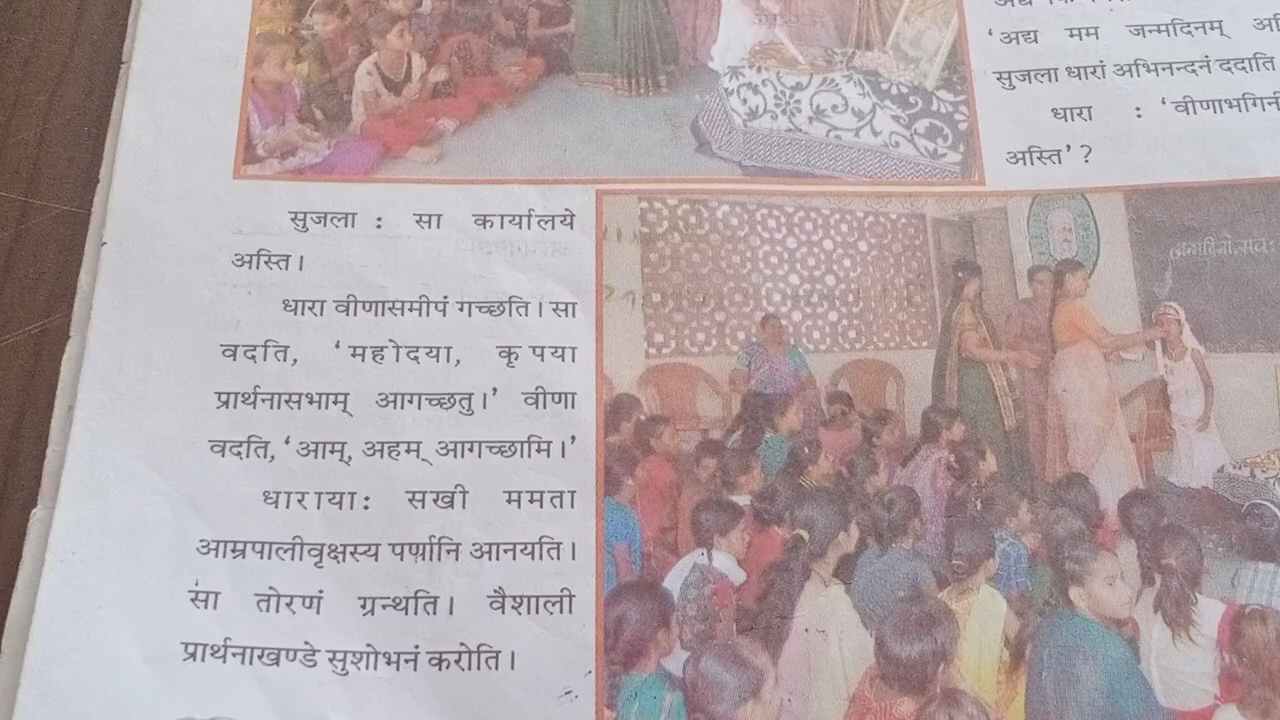 'अद्य मम जन्मदिनम्
सुजला धारां अभिनन्दनं ददाति
धारा : 'वीणाभगिनी
अस्ति' ?
सुजला : सा कार्यालये
अस्ति।
धारा वीणासमीपं गच्छति। सा
वदति, 'महोदया, कृपया
प्रार्थनासभाम् आगच्छतु।' वीणा
वदति, 'आम्, अहम् आगच्छामि।'
धारायाः सखी ममता
आम्रपालीवृक्षस्य पर्णानि आनयति।
सा तोरणं ग्रन्थति। वैशाली
प्रार्थनाखण्डे सुशोभनं करोति।